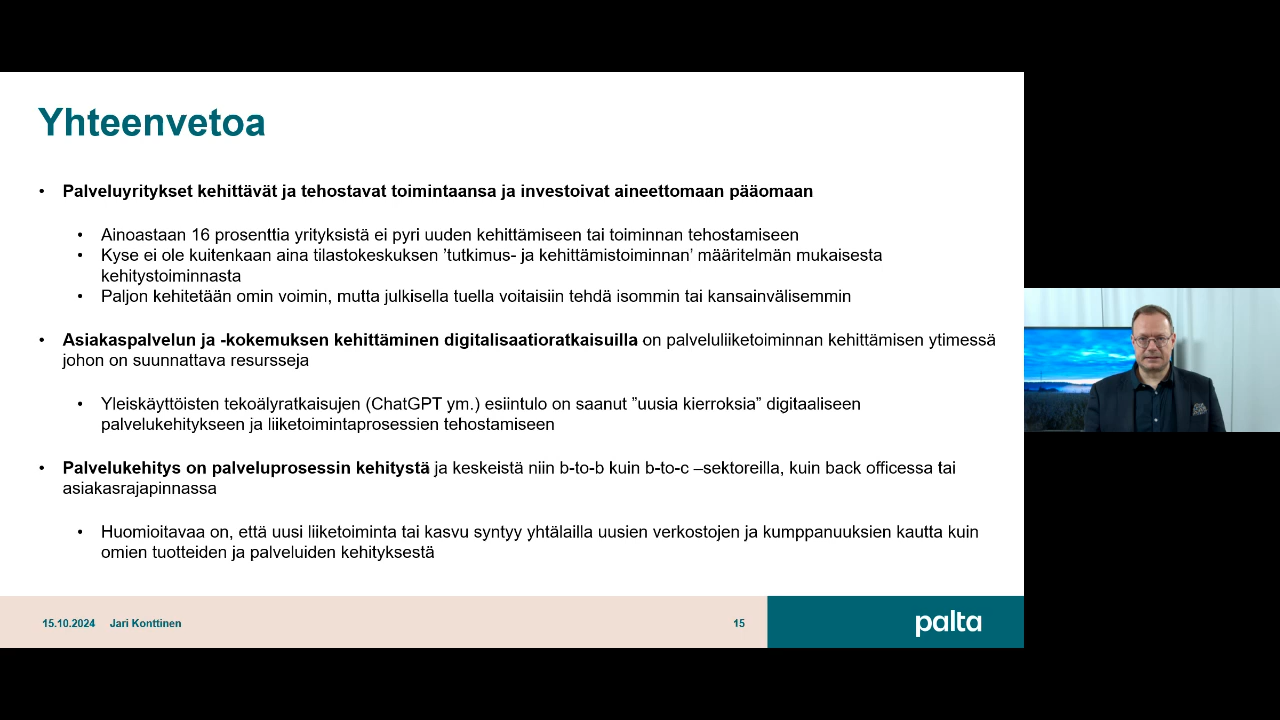 Yhteenvetoa
• Palveluyritykset kehittävät ja tehostavat toimintaansa ja investoivat aineettomaan pääomaan
• Ainoastaan 16 prosenttia yrityksistä ei pyri uuden kehittämiseen tai toiminnan tehostamiseen
• Kyse ei ole kuitenkaan aina tilastokeskuksen ’tutkimus- ja kehittämistoiminnan’ määritelmän mukaisesta
kehitystoiminnasta
• Paljon kehitetään omin voimin, mutta julkisella tuella voitaisiin tehdä isommin tai kansainvälisemmin
• Asiakaspalvelun ja -kokemuksen kehittäminen digitalisaatioratkaisuilla on palveluliiketoiminnan kehittämisen ytimessä
johon on suunnattava resursseja
• Yleiskäyttöisten tekoälyratkaisujen (ChatGPT ym.) esiintulo on saanut ”uusia kierroksia” digitaaliseen
palvelukehitykseen ja liiketoimintaprosessien tehostamiseen
• Palvelukehitys on palveluprosessin kehitystä ja keskeistä niin b-to-b kuin b-to-c –sektoreilla, kuin back officessa tai
asiakasrajapinnassa
• Huomioitavaa on, että uusi liiketoiminta tai kasvu syntyy yhtälailla uusien verkostojen ja kumppanuuksien kautta kuin
omien tuotteiden ja palveluiden kehityksestä
15.10.2024 Jari Konttinen 15 palta